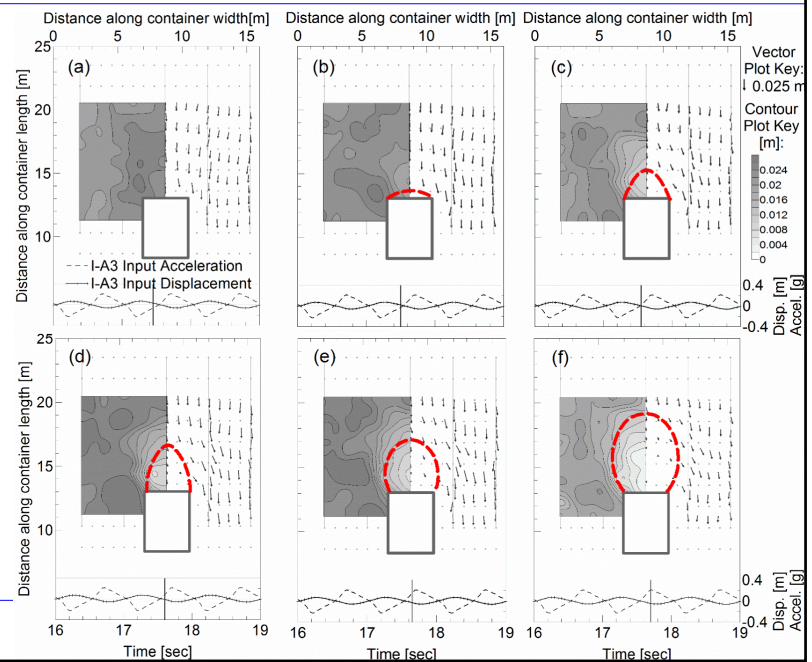 Distance along container width[m]
Distance along container width [m]
Distance along container width [m]
0 5 10 15
0 5 10 15
0 5 10 15
Vector
Plot Key:
0.025 m
Contour
Plot Key
[m]:
0.024
0.02
0.016
0.012
0.008
0.004
0
(a)
(b)
(c)
25
20
15
10
Distance along container length [m]
I-A3 Input Acceleration
I-A3 Input Displacement
0.4
0
-0.4
Disp. [m]
Accel. [g]
(d)
(e)
(f)
25
20
15
10
Distance along container length [m]
0.4
0
-0.4
Disp. [m]
Accel. [g]
16 17 18 19
16 17 18 19
16 17 18 19
Time [sec]
Time [sec]
Time [sec]